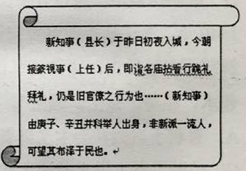 新知事（县长）于昨日初夜入城，今朝
接篆视事（上任）后，即诣各庙拈香行跪礼
拜礼，仍是旧官僚之行为也……（新知事）
由庚子、辛丑并科举人出身，非新派一流人，
可望其布泽于民也。